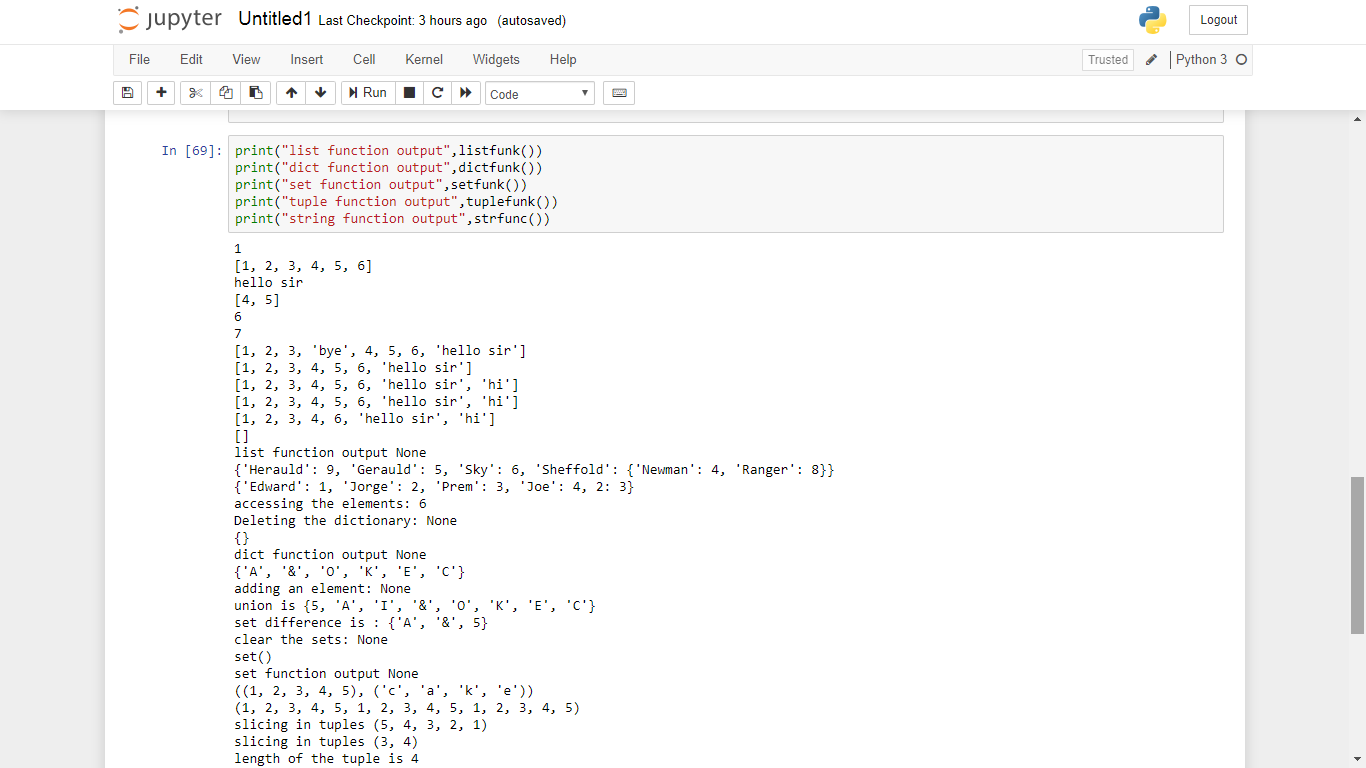 jupyter Untitled1 Last Checkpoint: 3 hours ago (autosaved) Logout
File Edit View Insert Cell Kernel Widgets Help Trusted Python 3
Run Code
In [69]: print("list function output",listfunk())
print("dict function output",dictfunk())
print("set function output",setfunk())
print("tuple function output",tuplefunk())
print("string function output",strfunc())
1
[1, 2, 3, 4, 5, 6]
hello sir
[4, 5]
6
7
[1, 2, 3, 'bye', 4, 5, 6, 'hello sir']
[1, 2, 3, 4, 5, 6, 'hello sir']
[1, 2, 3, 4, 5, 6, 'hello sir', 'hi']
[1, 2, 3, 4, 5, 6, 'hello sir', 'hi']
[1, 2, 3, 4, 6, 'hello sir', 'hi']
[]
list function output None
{'Herauld': 9, 'Gerauld': 5, 'Sky': 6, 'Sheffold': {'Newman': 4, 'Ranger': 8}}
{'Edward': 1, 'Jorge': 2, 'Prem': 3, 'Joe': 4, 2: 3}
accessing the elements: 6
Deleting the dictionary: None
{}
dict function output None
{'A', '&', 'O', 'K', 'E', 'C'}
adding an element: None
union is {5, 'A', 'I', '&', 'O', 'K', 'E', 'C'}
set difference is : {'A', '&', 5}
clear the sets: None
set()
set function output None
((1, 2, 3, 4, 5), ('c', 'a', 'k', 'e'))
(1, 2, 3, 4, 5, 1, 2, 3, 4, 5, 1, 2, 3, 4, 5)
slicing in tuples (5, 4, 3, 2, 1)
slicing in tuples (3, 4)
length of the tuple is 4